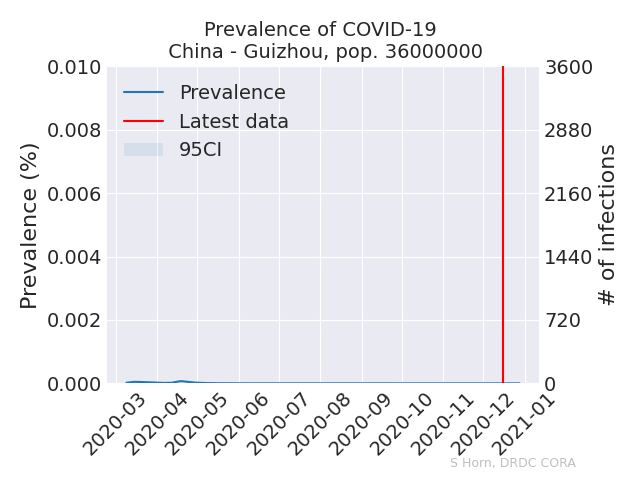 Prevalence of COVID-19
China - Guizhou, pop. 36000000
Prevalence
Latest data
95CI
Prevalence (%)
0.010
0.008
0.006
0.004
0.002
0.000
# of infections
3600
2880
2160
1440
720
0
2020-03
2020-04
2020-05
2020-06
2020-07
2020-08
2020-09
2020-10
2020-11
2020-12
2021-01
S Horn, DRDC CORA